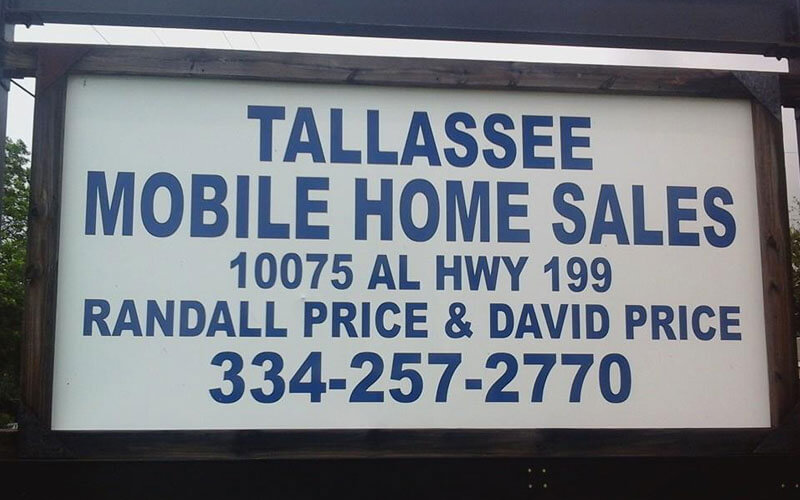 TALLASSEE
MOBILE HOME SALES
10075 AL HWY 199
RANDALL PRICE & DAVID PRICE
334-257-2770